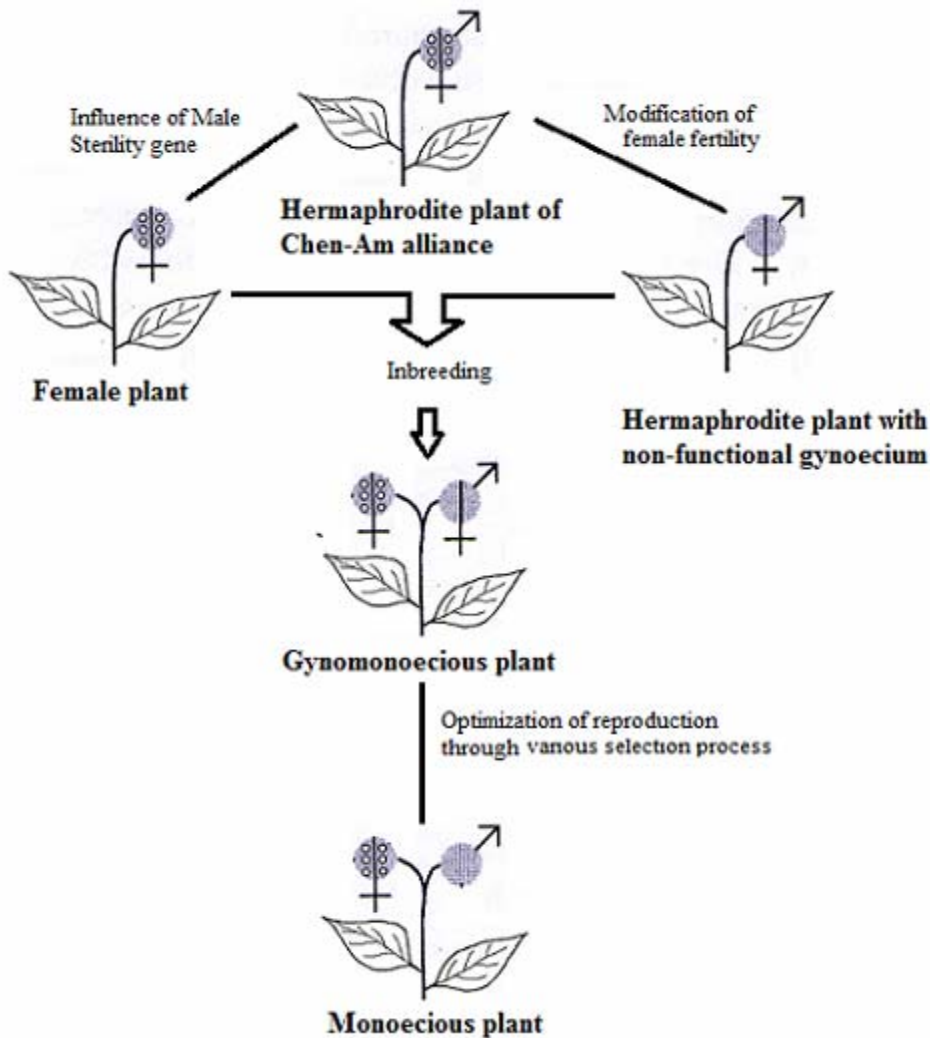 Influence of Male
Sterility gene
Modification of
female fertility
Hermaphrodite plant of
Chen-Am alliance
Female plant
Inbreeding
Hermaphrodite plant with
non-functional gynoecium
Gynomonoecious plant
Optimization of reproduction
through vanous selection process
Monoecious plant